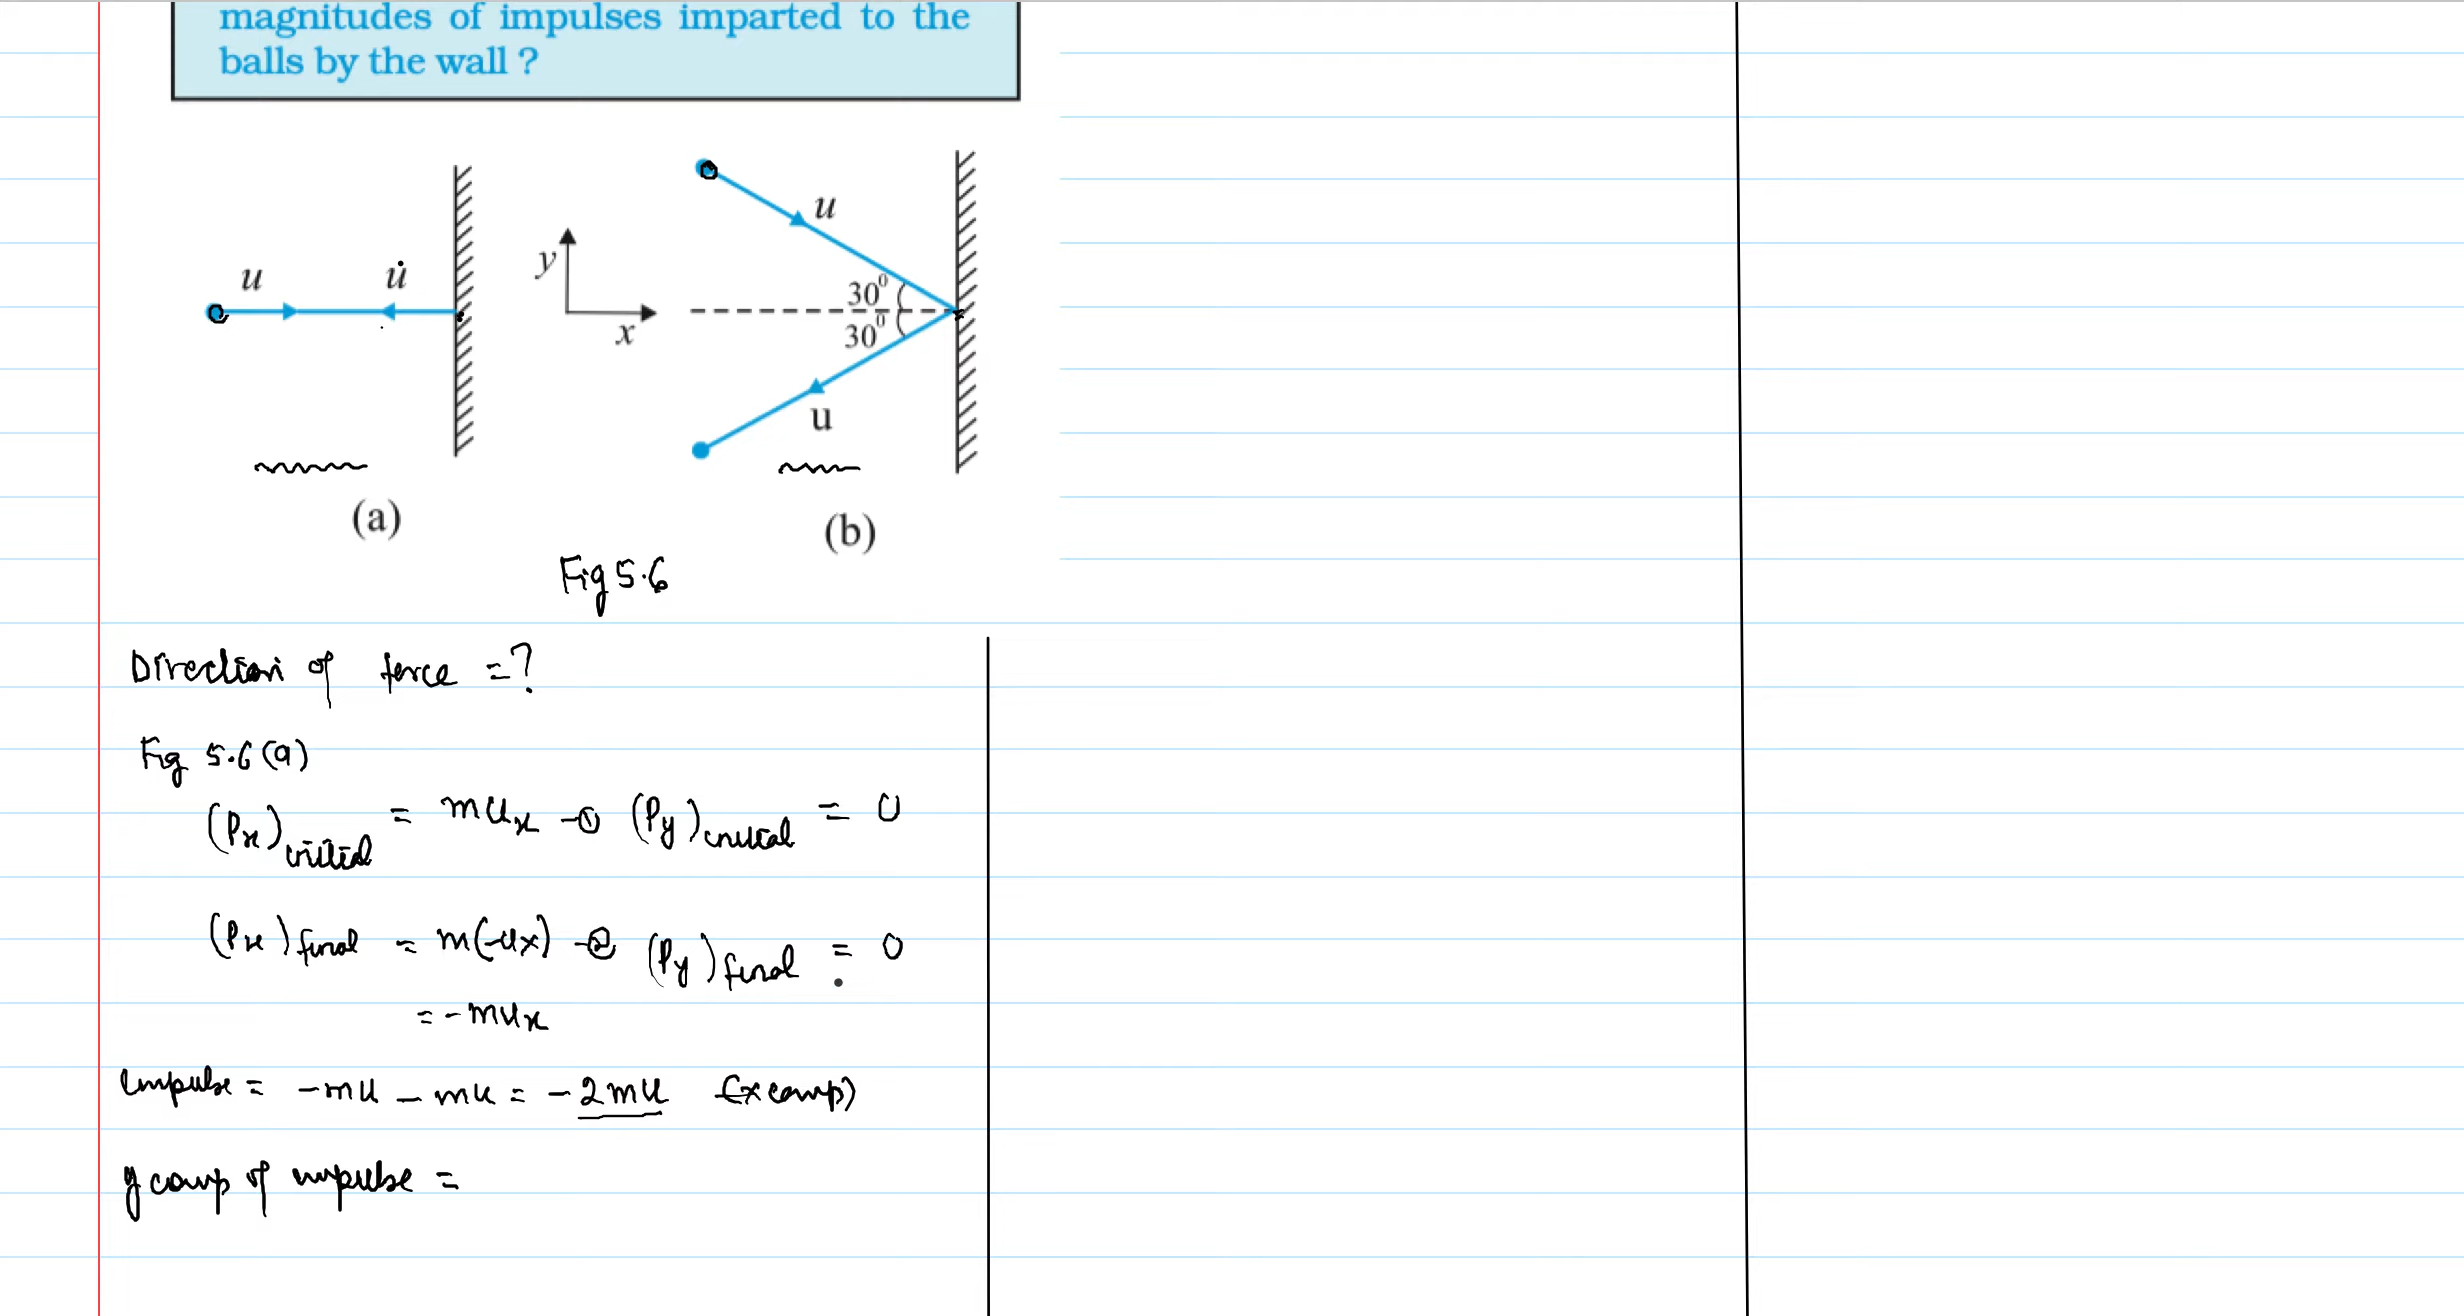 magnitudes of impulses imparted to the
balls by the wall ?
u
u
y
x
u
30⁰
30⁰
u
(a)
(b)
Fig 5.6
Direction of force = ?
Fig 5.6 (a)
(Px)initial = mux -① (Py)initial = 0
(Px)final = m(-ux) -② (Py)final = 0
= - mux
Impulse = - mu - mu = - 2mu (x comp)
y comp of impulse =